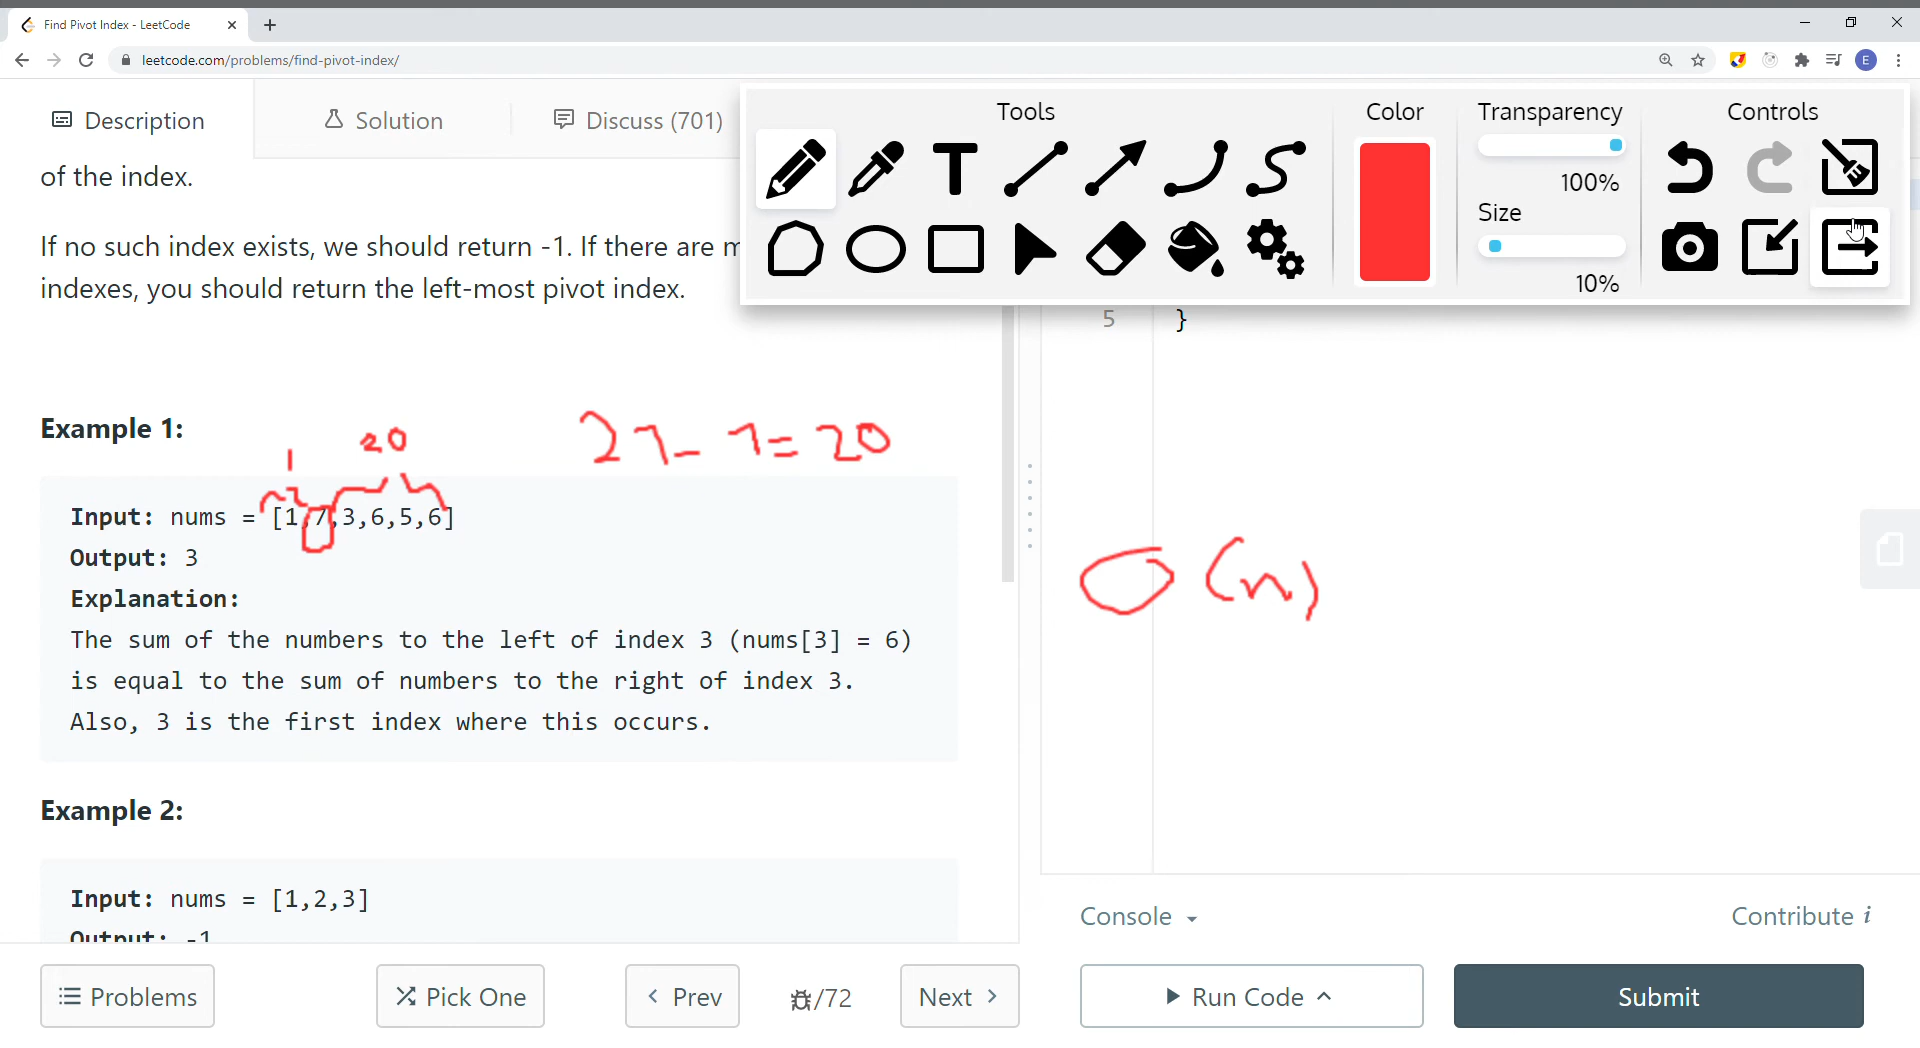 Find Pivot Index - LeetCode
leetcode.com/problems/find-pivot-index/
E
Description
Solution
Discuss (701)
Tools
Color
Transparency
Controls
100%
Size
10%
of the index.
If no such index exists, we should return -1. If there are m
indexes, you should return the left-most pivot index.
5 }
Example 1:
1
20
27-7=20
Input: nums = [1,7,3,6,5,6]
Output: 3
Explanation:
The sum of the numbers to the left of index 3 (nums[3] = 6)
is equal to the sum of numbers to the right of index 3.
Also, 3 is the first index where this occurs.
O(n)
Example 2:
Input: nums = [1,2,3]
Output: -1
Console
Contribute i
Problems
Pick One
Prev
/72
Next
Run Code
Submit